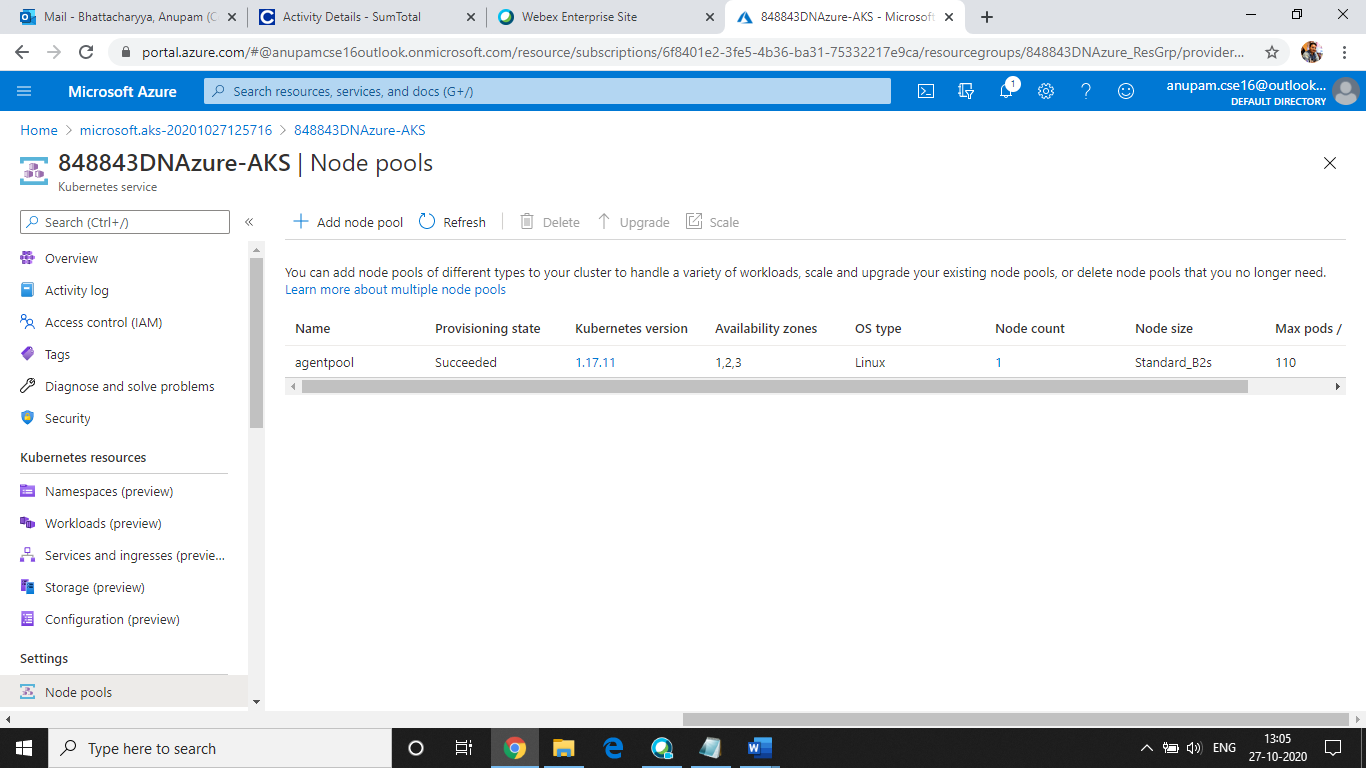 Mail - Bhattacharyya, Anupam (C
Activity Details - SumTotal
Webex Enterprise Site
848843DNAzure-AKS - Microsoft
portal.azure.com/#@anupamcse16outlook.onmicrosoft.com/resource/subscriptions/6f8401e2-3fe5-4b36-ba31-75332217e9ca/resourcegroups/848843DNAzure_ResGrp/provider...
Microsoft Azure
Search resources, services, and docs (G+/)
1
anupam.cse16@outlook...
DEFAULT DIRECTORY
Home > microsoft.aks-20201027125716 > 848843DNAzure-AKS
848843DNAzure-AKS | Node pools
Kubernetes service
Search (Ctrl+/)
«
Overview
Activity log
Access control (IAM)
Tags
Diagnose and solve problems
Security
Kubernetes resources
Namespaces (preview)
Workloads (preview)
Services and ingresses (previe...
Storage (preview)
Configuration (preview)
Settings
Node pools
Add node pool Refresh Delete Upgrade Scale
You can add node pools of different types to your cluster to handle a variety of workloads, scale and upgrade your existing node pools, or delete node pools that you no longer need.
Learn more about multiple node pools
Name Provisioning state Kubernetes version Availability zones OS type Node count Node size Max pods /
agentpool Succeeded 1.17.11 1,2,3 Linux 1 Standard_B2s 110
Type here to search
ENG
13:05
27-10-2020